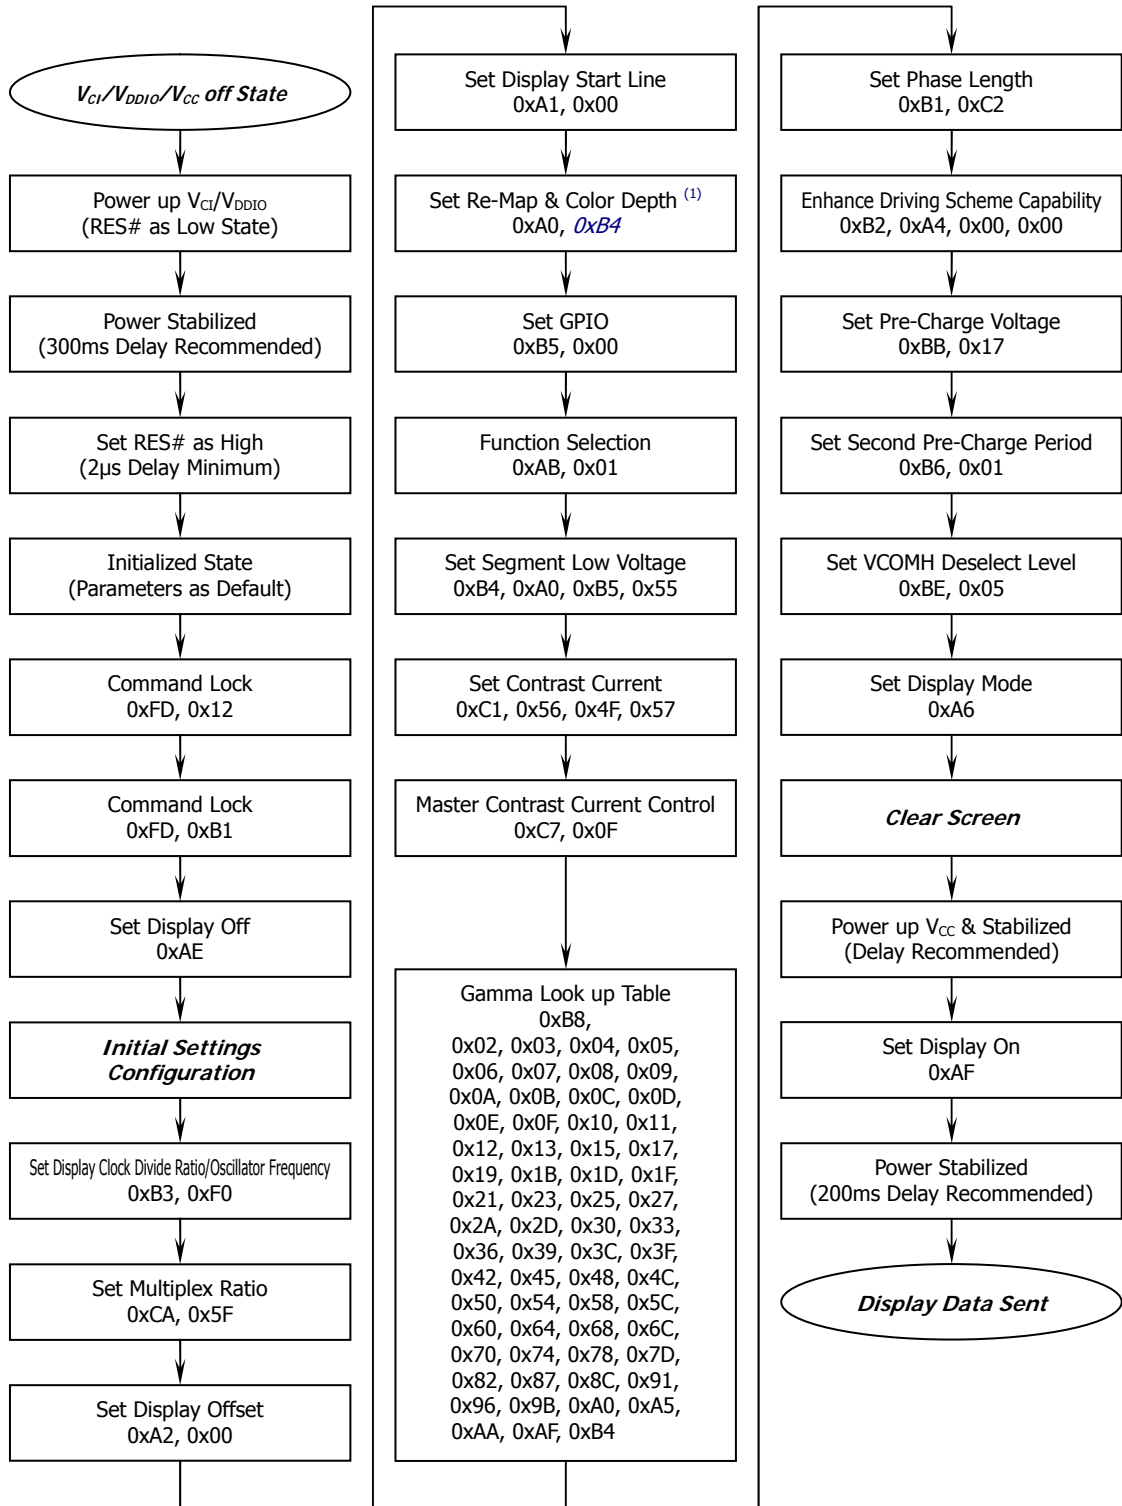 VCI/VDDIO/VCC off State
Power up VCI/VDDIO
(RES# as Low State)
Power Stabilized
(300ms Delay Recommended)
Set RES# as High
(2μs Delay Minimum)
Initialized State
(Parameters as Default)
Command Lock
0xFD, 0x12
Command Lock
0xFD, 0xB1
Set Display Off
0xAE
Initial Settings
Configuration
Set Display Clock Divide Ratio/Oscillator Frequency
0xB3, 0xF0
Set Multiplex Ratio
0xCA, 0x5F
Set Display Offset
0xA2, 0x00
Set Display Start Line
0xA1, 0x00
Set Re-Map & Color Depth (1)
0xA0, 0xB4
Set GPIO
0xB5, 0x00
Function Selection
0xAB, 0x01
Set Segment Low Voltage
0xB4, 0xA0, 0xB5, 0x55
Set Contrast Current
0xC1, 0x56, 0x4F, 0x57
Master Contrast Current Control
0xC7, 0x0F
Gamma Look up Table
0xB8,
0x02, 0x03, 0x04, 0x05,
0x06, 0x07, 0x08, 0x09,
0x0A, 0x0B, 0x0C, 0x0D,
0x0E, 0x0F, 0x10, 0x11,
0x12, 0x13, 0x15, 0x17,
0x19, 0x1B, 0x1D, 0x1F,
0x21, 0x23, 0x25, 0x27,
0x2A, 0x2D, 0x30, 0x33,
0x36, 0x39, 0x3C, 0x3F,
0x42, 0x45, 0x48, 0x4C,
0x50, 0x54, 0x58, 0x5C,
0x60, 0x64, 0x68, 0x6C,
0x70, 0x74, 0x78, 0x7D,
0x82, 0x87, 0x8C, 0x91,
0x96, 0x9B, 0xA0, 0xA5,
0xAA, 0xAF, 0xB4
Set Phase Length
0xB1, 0xC2
Enhance Driving Scheme Capability
0xB2, 0xA4, 0x00, 0x00
Set Pre-Charge Voltage
0xBB, 0x17
Set Second Pre-Charge Period
0xB6, 0x01
Set VCOMH Deselect Level
0xBE, 0x05
Set Display Mode
0xA6
Clear Screen
Power up VCC & Stabilized
(Delay Recommended)
Set Display On
0xAF
Power Stabilized
(200ms Delay Recommended)
Display Data Sent